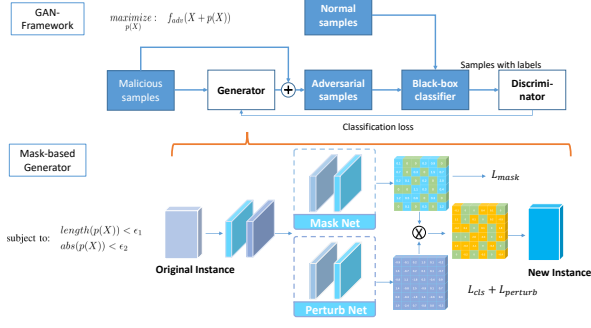 GAN-
Framework
maximize : f_adv(X + p(X))
p(X)
Normal
samples
Samples with labels
Malicious
samples
Generator
+
Adversarial
samples
Black-box
classifier
Discrimi-
nator
Classification loss
Mask-based
Generator
L_mask
Mask Net
subject to:
length(p(X)) < ϵ₁
abs(p(X)) < ϵ₂
Original Instance
New Instance
Perturb Net
L_cls + L_perturb